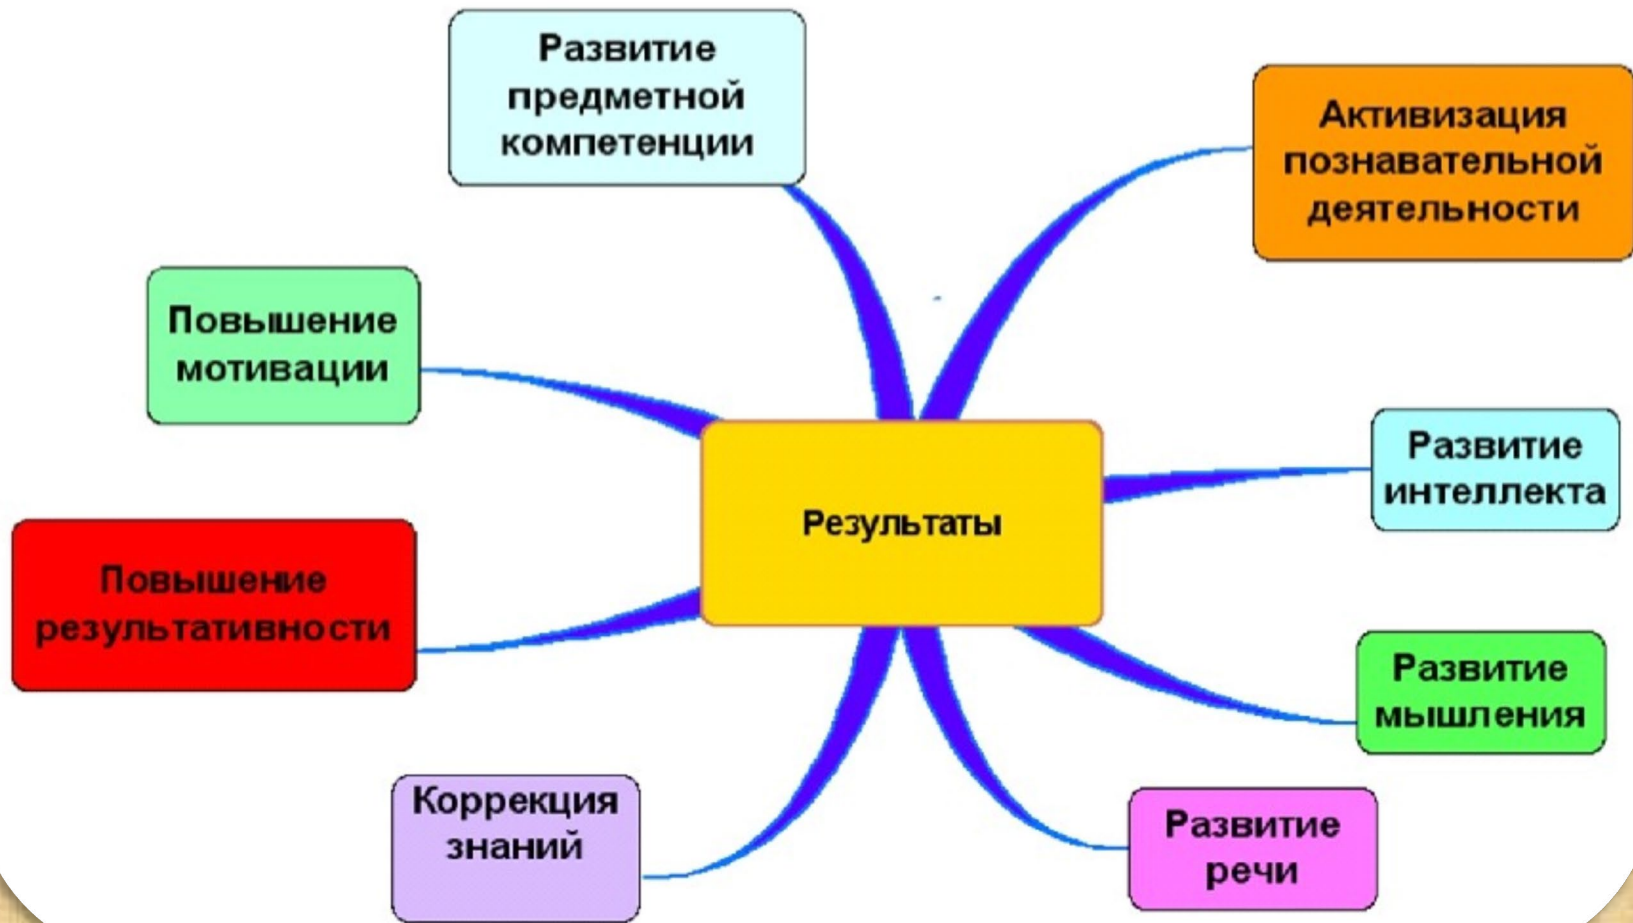 Развитие
предметной
компетенции
Активизация
познавательной
деятельности
Повышение
мотивации
Развитие
интеллекта
Результаты
Повышение
результативности
Развитие
мышления
Коррекция
знаний
Развитие
речи